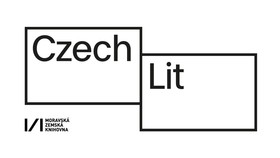 Czech
Lit
MORAVSKÁ
ZEMSKÁ
KNIHOVNA